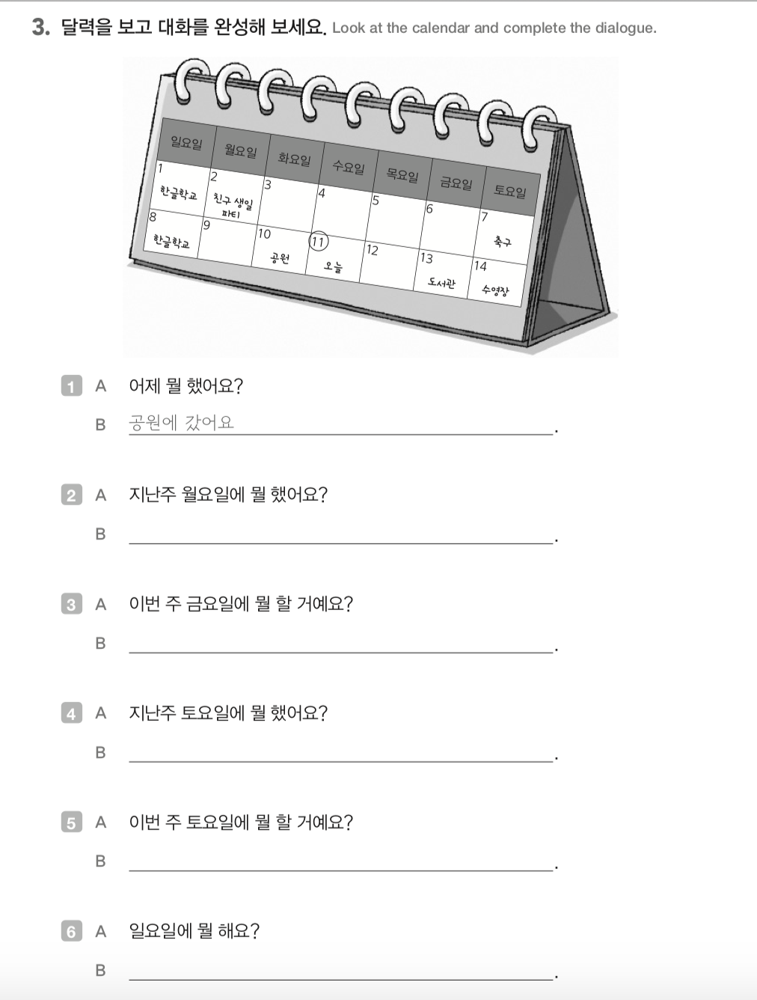 3. 달력을 보고 대화를 완성해 보세요. Look at the calendar and complete the dialogue.
일요일 월요일 화요일 수요일 목요일 금요일 토요일
1 2 3 4 5 6 7
한글학교 친구 생일 파티 축구
8 9 10 11 12 13 14
한글학교 공원 오늘 도서관 수영장
1 A 어제 뭘 했어요?
B 공원에 갔어요.
2 A 지난주 월요일에 뭘 했어요?
B .
3 A 이번 주 금요일에 뭘 할 거예요?
B .
4 A 지난주 토요일에 뭘 했어요?
B .
5 A 이번 주 토요일에 뭘 할 거예요?
B .
6 A 일요일에 뭘 해요?
B .